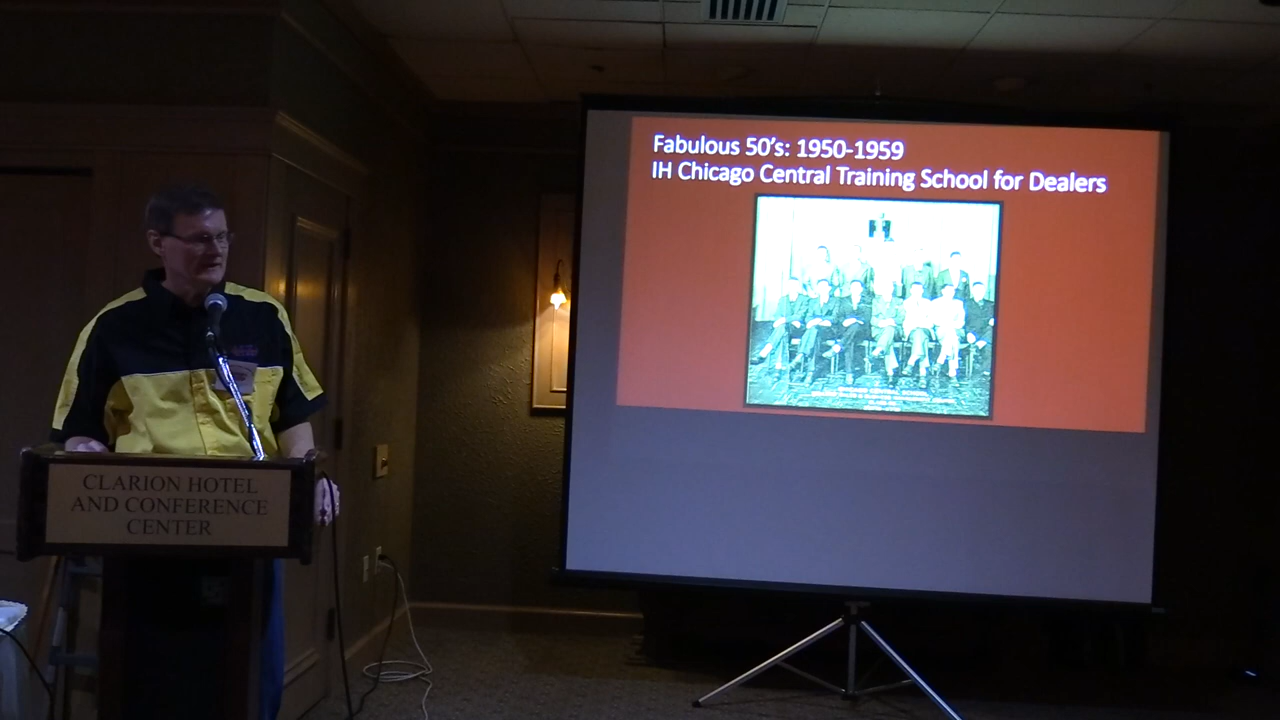 Fabulous 50's: 1950-1959
IH Chicago Central Training School for Dealers
CLARION HOTEL
AND CONFERENCE
CENTER